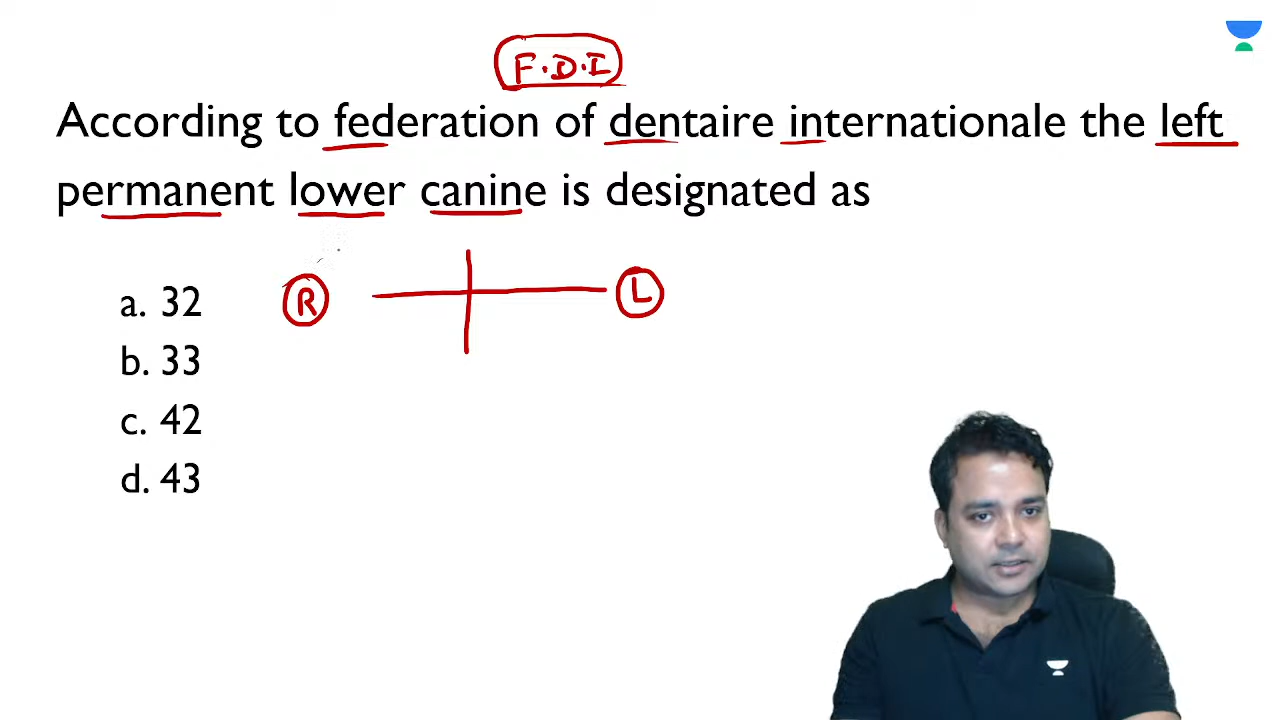 F.D.I
According to federation of dentaire internationale the left
permanent lower canine is designated as
a. 32
b. 33
c. 42
d. 43
R
L